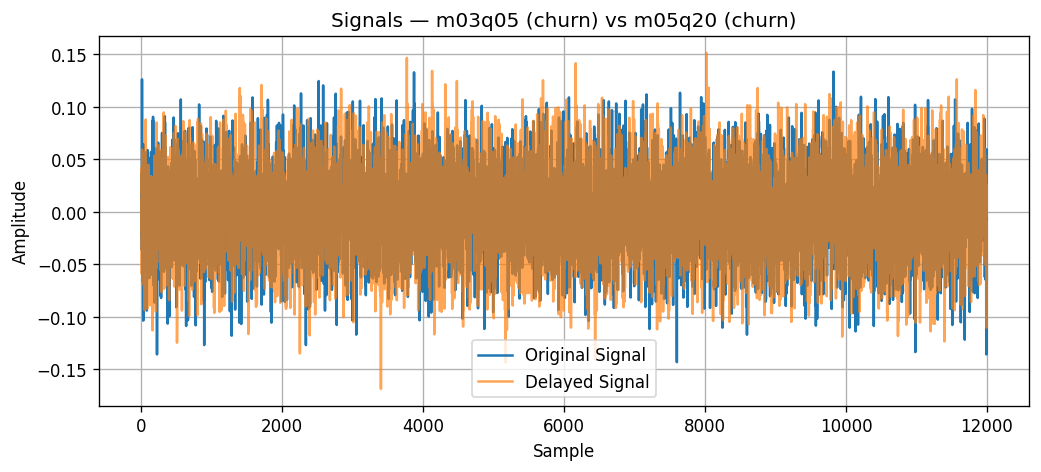 Signals — m03q05 (churn) vs m05q20 (churn)
0.15
0.10
0.05
0.00
−0.05
−0.10
−0.15
Amplitude
Original Signal
Delayed Signal
0 2000 4000 6000 8000 10000 12000
Sample